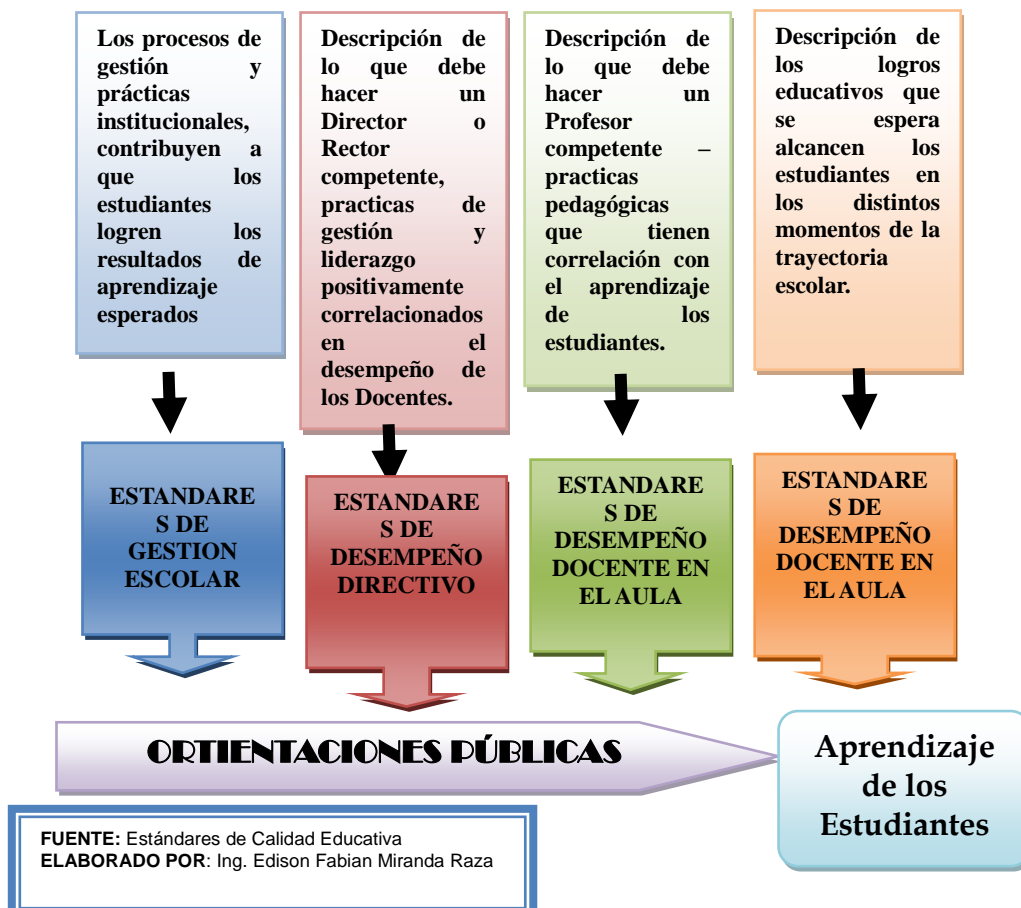 Los procesos de
gestión y
prácticas
institucionales,
contribuyen a
que los
estudiantes
logren los
resultados de
aprendizaje
esperados
Descripción de
lo que debe
hacer un
Director o
Rector
competente,
practicas de
gestión y
liderazgo
positivamente
correlacionados
en el
desempeño de
los Docentes.
Descripción de
lo que debe
hacer un
Profesor
competente –
practicas
pedagógicas
que tienen
correlación con
el aprendizaje
de los
estudiantes.
Descripción de
los logros
educativos que
se espera
alcancen los
estudiantes en
los distintos
momentos de la
trayectoria
escolar.
ESTANDARE
S DE
GESTION
ESCOLAR
ESTANDARE
S DE
DESEMPEÑO
DIRECTIVO
ESTANDARE
S DE
DESEMPEÑO
DOCENTE EN
EL AULA
ESTANDARE
S DE
DESEMPEÑO
DOCENTE EN
EL AULA
ORTIENTACIONES PÚBLICAS
Aprendizaje
de los
Estudiantes
FUENTE: Estándares de Calidad Educativa
ELABORADO POR: Ing. Edison Fabian Miranda Raza